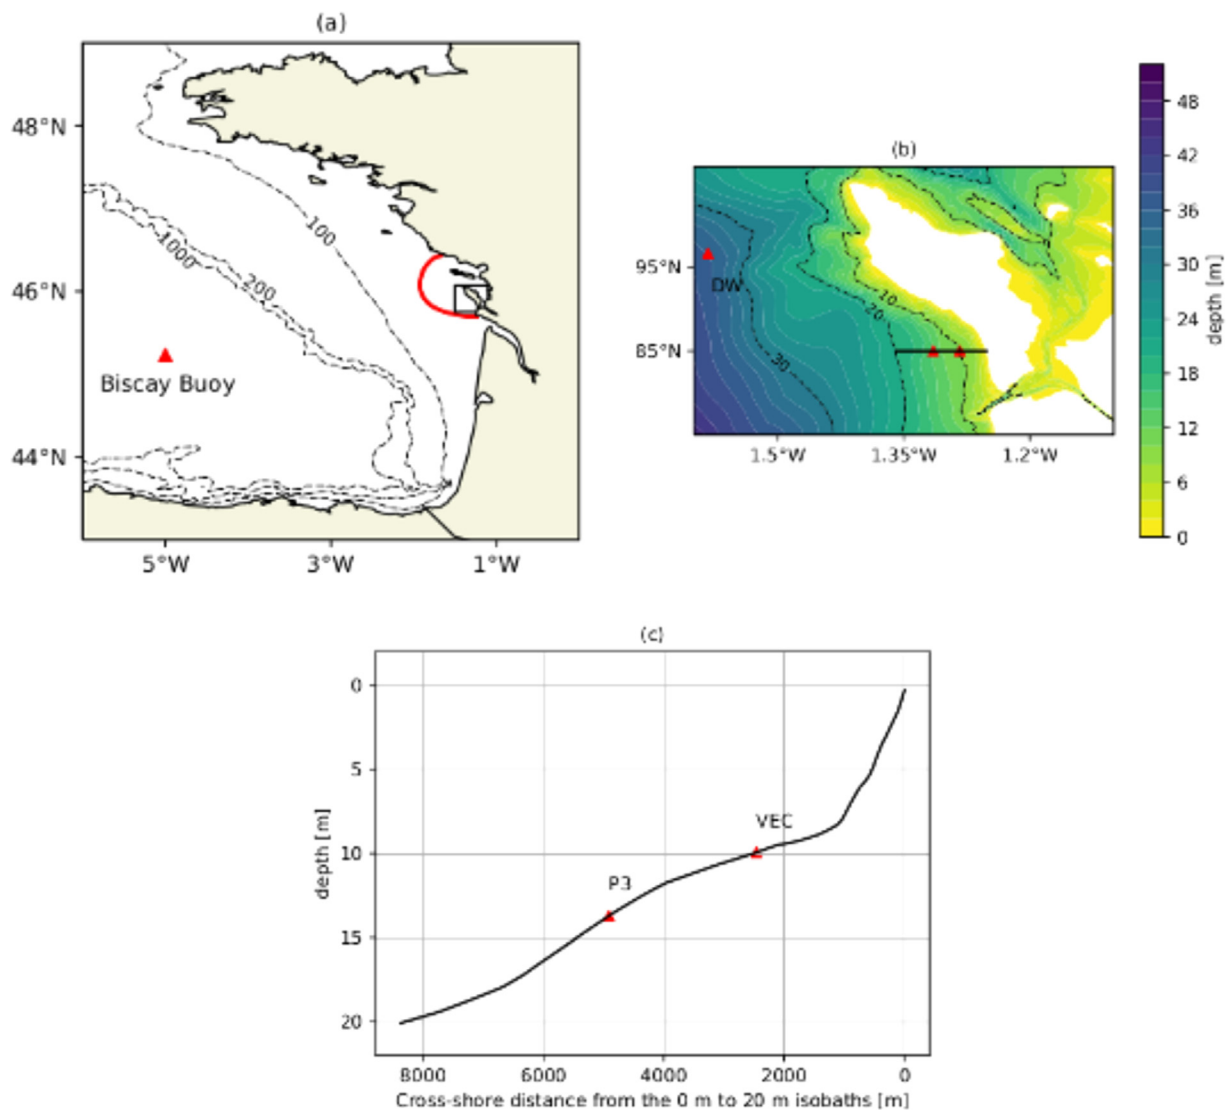 (a)
48°N
46°N
44°N
5°W
3°W
1°W
100
1000
200
Biscay Buoy
(b)
95°N
85°N
1.5°W
1.35°W
1.2°W
DW
10
20
30
48
42
36
30
24
18
12
6
0
depth [m]
(c)
0
5
10
15
20
depth [m]
VEC
P3
8000
6000
4000
2000
0
Cross-shore distance from the 0 m to 20 m isobaths [m]